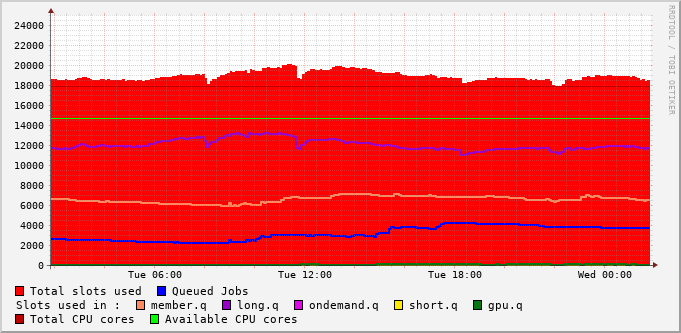 RRDTOOL / TOBI OETIKER
24000
22000
20000
18000
16000
14000
12000
10000
8000
6000
4000
2000
0
Tue 06:00 Tue 12:00 Tue 18:00 Wed 00:00
Total slots used Queued Jobs
Slots used in : member.q long.q ondemand.q short.q gpu.q
Total CPU cores Available CPU cores